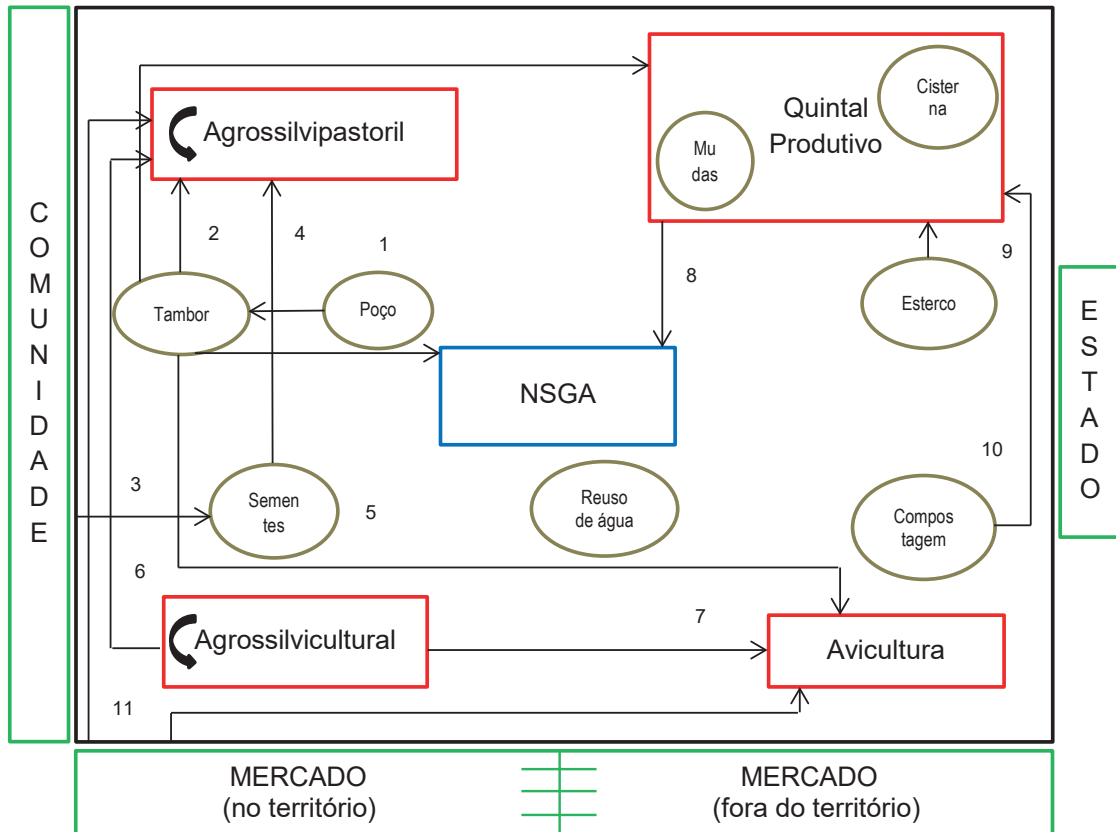 C
O
M
U
N
I
D
A
D
E
Agrossilvipastoril
Quintal
Produtivo
Cister
na
Mu
das
2
4
1
8
9
Tambor
Poço
Esterco
NSGA
3
Semen
tes
5
Reuso
de água
10
Compos
tagem
6
Agrossilvicultural
7
Avicultura
11
E
S
T
A
D
O
MERCADO
(no território)
MERCADO
(fora do território)